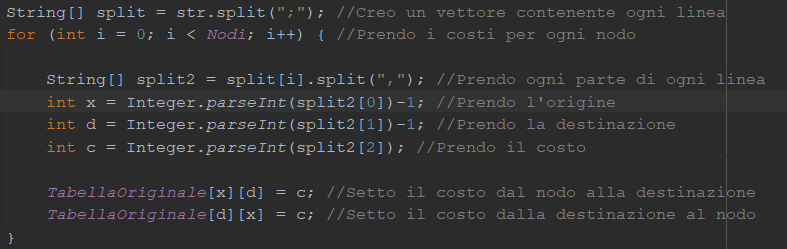 String[] split = str.split(";"); //Creo un vettore contenente ogni linea
for (int i = 0; i < Nodi; i++) { //Prendo i costi per ogni nodo
String[] split2 = split[i].split(","); //Prendo ogni parte di ogni linea
int x = Integer.parseInt(split2[0])-1; //Prendo l'origine
int d = Integer.parseInt(split2[1])-1; //Prendo la destinazione
int c = Integer.parseInt(split2[2]); //Prendo il costo
TabellaOriginale[x][d] = c; //Setto il costo dal nodo alla destinazione
TabellaOriginale[d][x] = c; //Setto il costo dalla destinazione al nodo
}